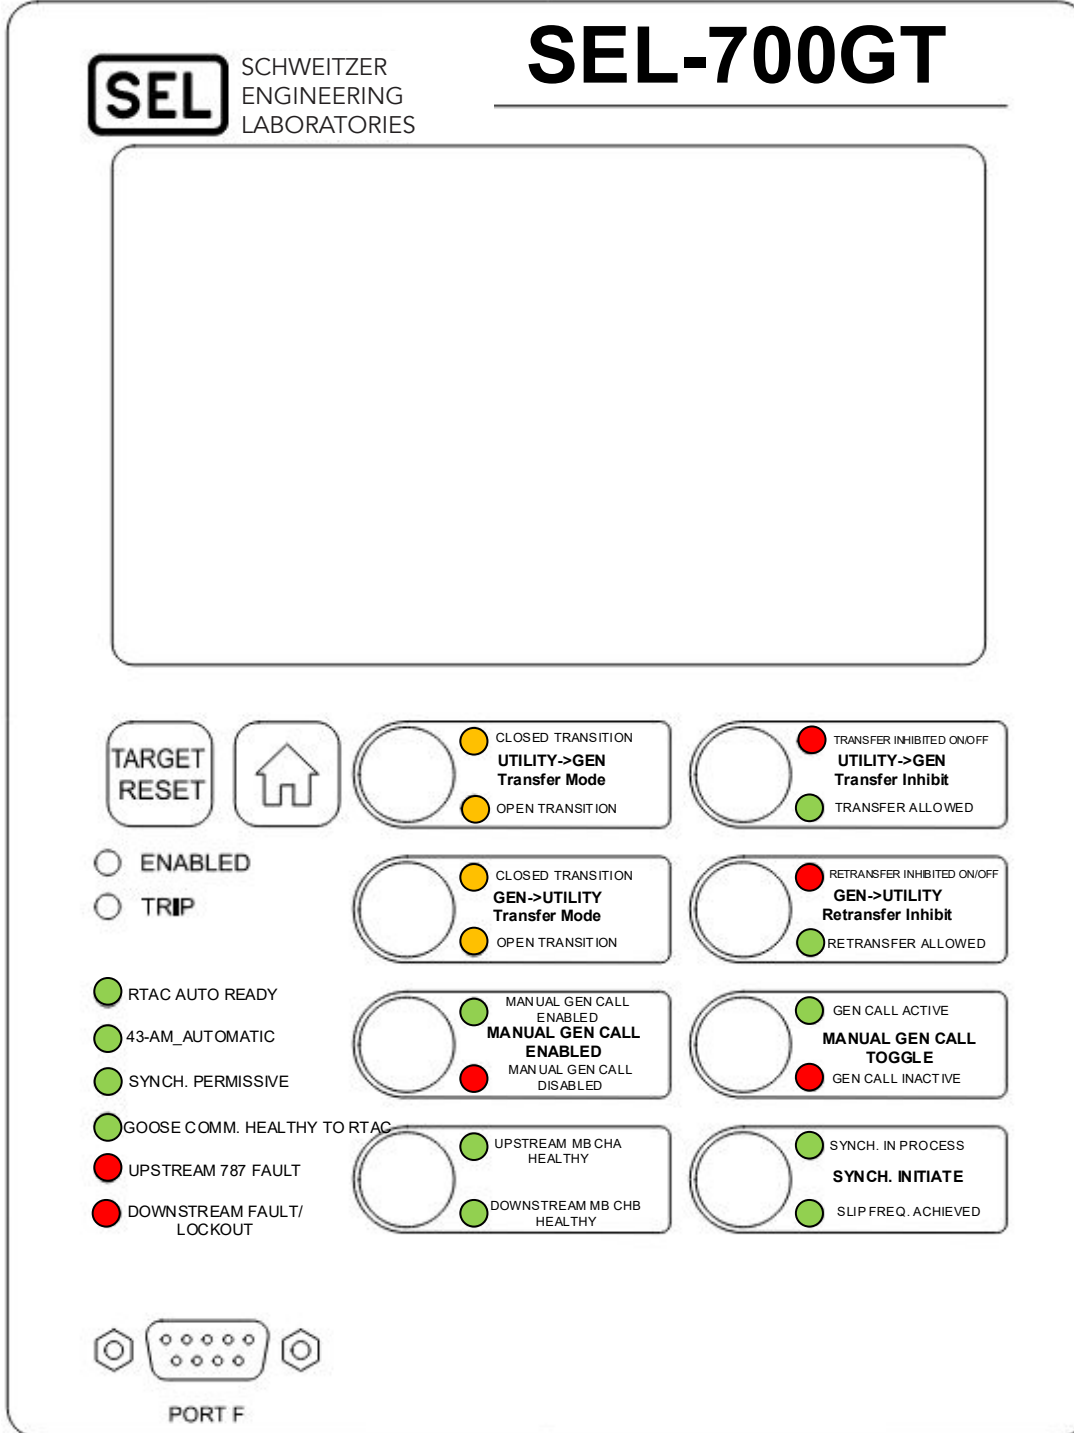 SEL
SCHWEITZER
ENGINEERING
LABORATORIES
SEL-700GT
TARGET
RESET
ENABLED
TRIP
RTAC AUTO READY
43-AM_AUTOMATIC
SYNCH. PERMISSIVE
GOOSE COMM. HEALTHY TO RTAC
UPSTREAM 787 FAULT
DOWNSTREAM FAULT/
LOCKOUT
CLOSED TRANSITION
UTILITY->GEN
Transfer Mode
OPEN TRANSITION
TRANSFER INHIBITED ON/OFF
UTILITY->GEN
Transfer Inhibit
TRANSFER ALLOWED
CLOSED TRANSITION
GEN->UTILITY
Transfer Mode
OPEN TRANSITION
RETRANSFER INHIBITED ON/OFF
GEN->UTILITY
Retransfer Inhibit
RETRANSFER ALLOWED
MANUAL GEN CALL
ENABLED
MANUAL GEN CALL
ENABLED
MANUAL GEN CALL
DISABLED
GEN CALL ACTIVE
MANUAL GEN CALL
TOGGLE
GEN CALL INACTIVE
UPSTREAM MB CHA
HEALTHY
DOWNSTREAM MB CHB
HEALTHY
SYNCH. IN PROCESS
SYNCH. INITIATE
SLIP FREQ. ACHIEVED
PORT F